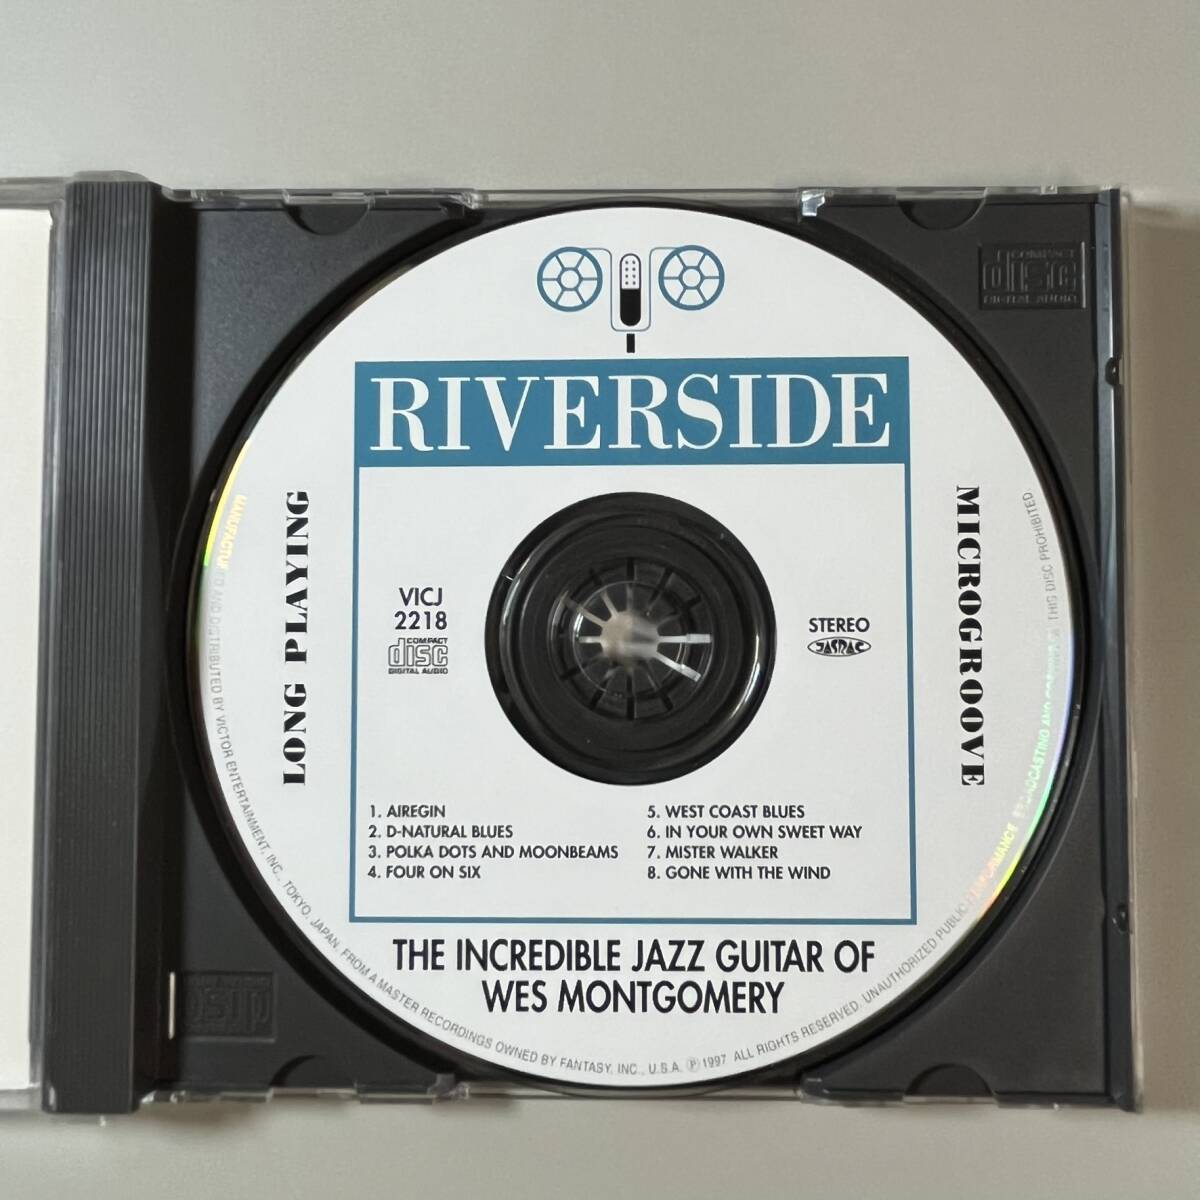 RIVERSIDE
LONG PLAYING
MICROGROOVE
VICJ
2218
COMPACT
disc
DIGITAL AUDIO
STEREO
JASRAC
1. AIREGIN
2. D-NATURAL BLUES
3. POLKA DOTS AND MOONBEAMS
4. FOUR ON SIX
5. WEST COAST BLUES
6. IN YOUR OWN SWEET WAY
7. MISTER WALKER
8. GONE WITH THE WIND
THE INCREDIBLE JAZZ GUITAR OF
WES MONTGOMERY
AND DISTRIBUTED BY VICTOR ENTERTAINMENT, INC., TOKYO, JAPAN. FROM A MASTER RECORDINGS OWNED BY FANTASY, INC., U.S.A. Ⓟ1997 ALL RIGHTS RESERVED. UNAUTHORIZED PUBLIC PERFORMANCE BROADCASTING AND THIS DISC PROHIBITED.
COMPACT
disc
DIGITAL AUDIO